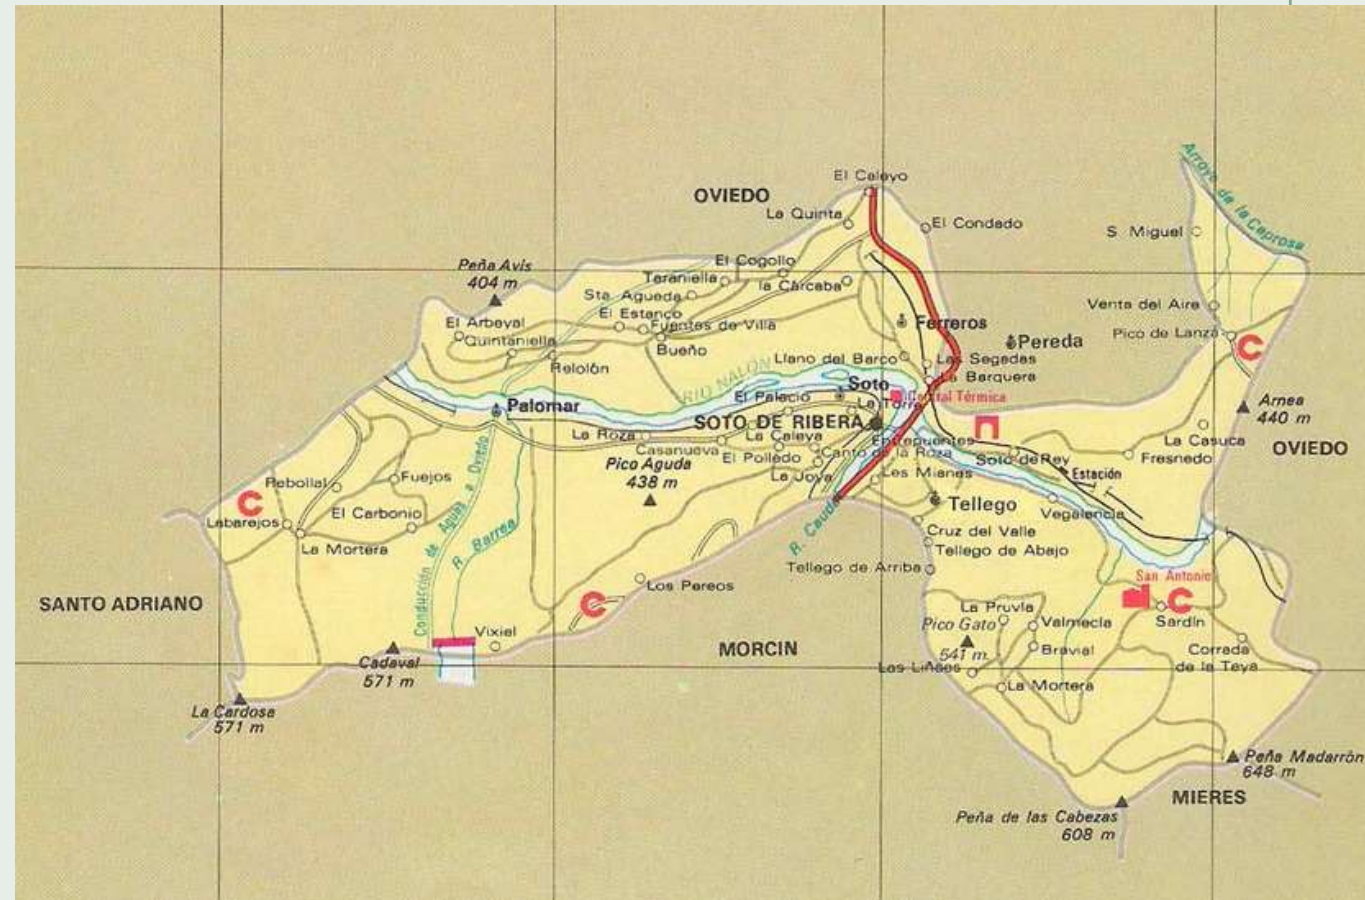 Arroyo de la Caprosa
El Caleyo
OVIEDO
La Quinta
El Condado
S. Miguel
Peña Avis
404 m
El Cogollo
Taraniella
la Cárcaba
Sta. Agueda
El Estanco
Fuentes de Villa
Venta del Aire
El Arbeyal
Quintaniella
Bueño
Ferreros
Pereda
Pico de Lanza
Relolón
Llano del Barco
Las Segadas
La Barquera
RIO NALÓN
Soto
Central Térmica
El Palacio
La Torre
Palomar
SOTO DE RIBERA
Arnea
440 m
La Roza
Casanueva
La Caleya
Entrepuentes
El Polledo
Canto de la Roza
Soto de Rey
La Casuca
Fresnedo
OVIEDO
Pico Aguda
438 m
La Joya
Les Mianes
Estación
Rebollal
Fuejos
Tellego
Vegalencia
El Carbonio
Labarejos
La Mortera
R. Caudal
Cruz del Valle
Tellego de Abajo
Conducción de Aguas a Oviedo
R. Barrea
Tellego de Arriba
San Antonio
Los Pereos
SANTO ADRIANO
La Pruvia
Pico Gato
541 m.
Valmecla
Sardín
Vixiel
MORCIN
Bravial
Corrada
de la Teya
Cadaval
571 m
La Mortera
La Cardosa
571 m
Peña Madarrón
648 m
MIERES
Peña de las Cabezas
608 m